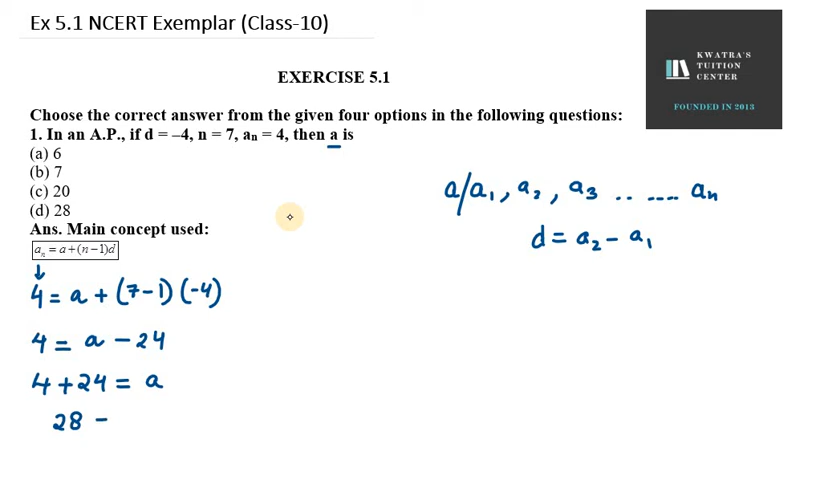 Ex 5.1 NCERT Exemplar (Class-10)
KWATRA'S
TUITION
CENTER
FOUNDED IN 2013
EXERCISE 5.1
Choose the correct answer from the given four options in the following questions:
1. In an A.P., if d = –4, n = 7, aₙ = 4, then a is
(a) 6
(b) 7
(c) 20
(d) 28
a/a₁, a₂, a₃ .. .... aₙ
d = a₂ – a₁
Ans. Main concept used:
aₙ = a+(n–1)d
4 = a + (7–1)(–4)
4 = a – 24
4 + 24 = a
28 –